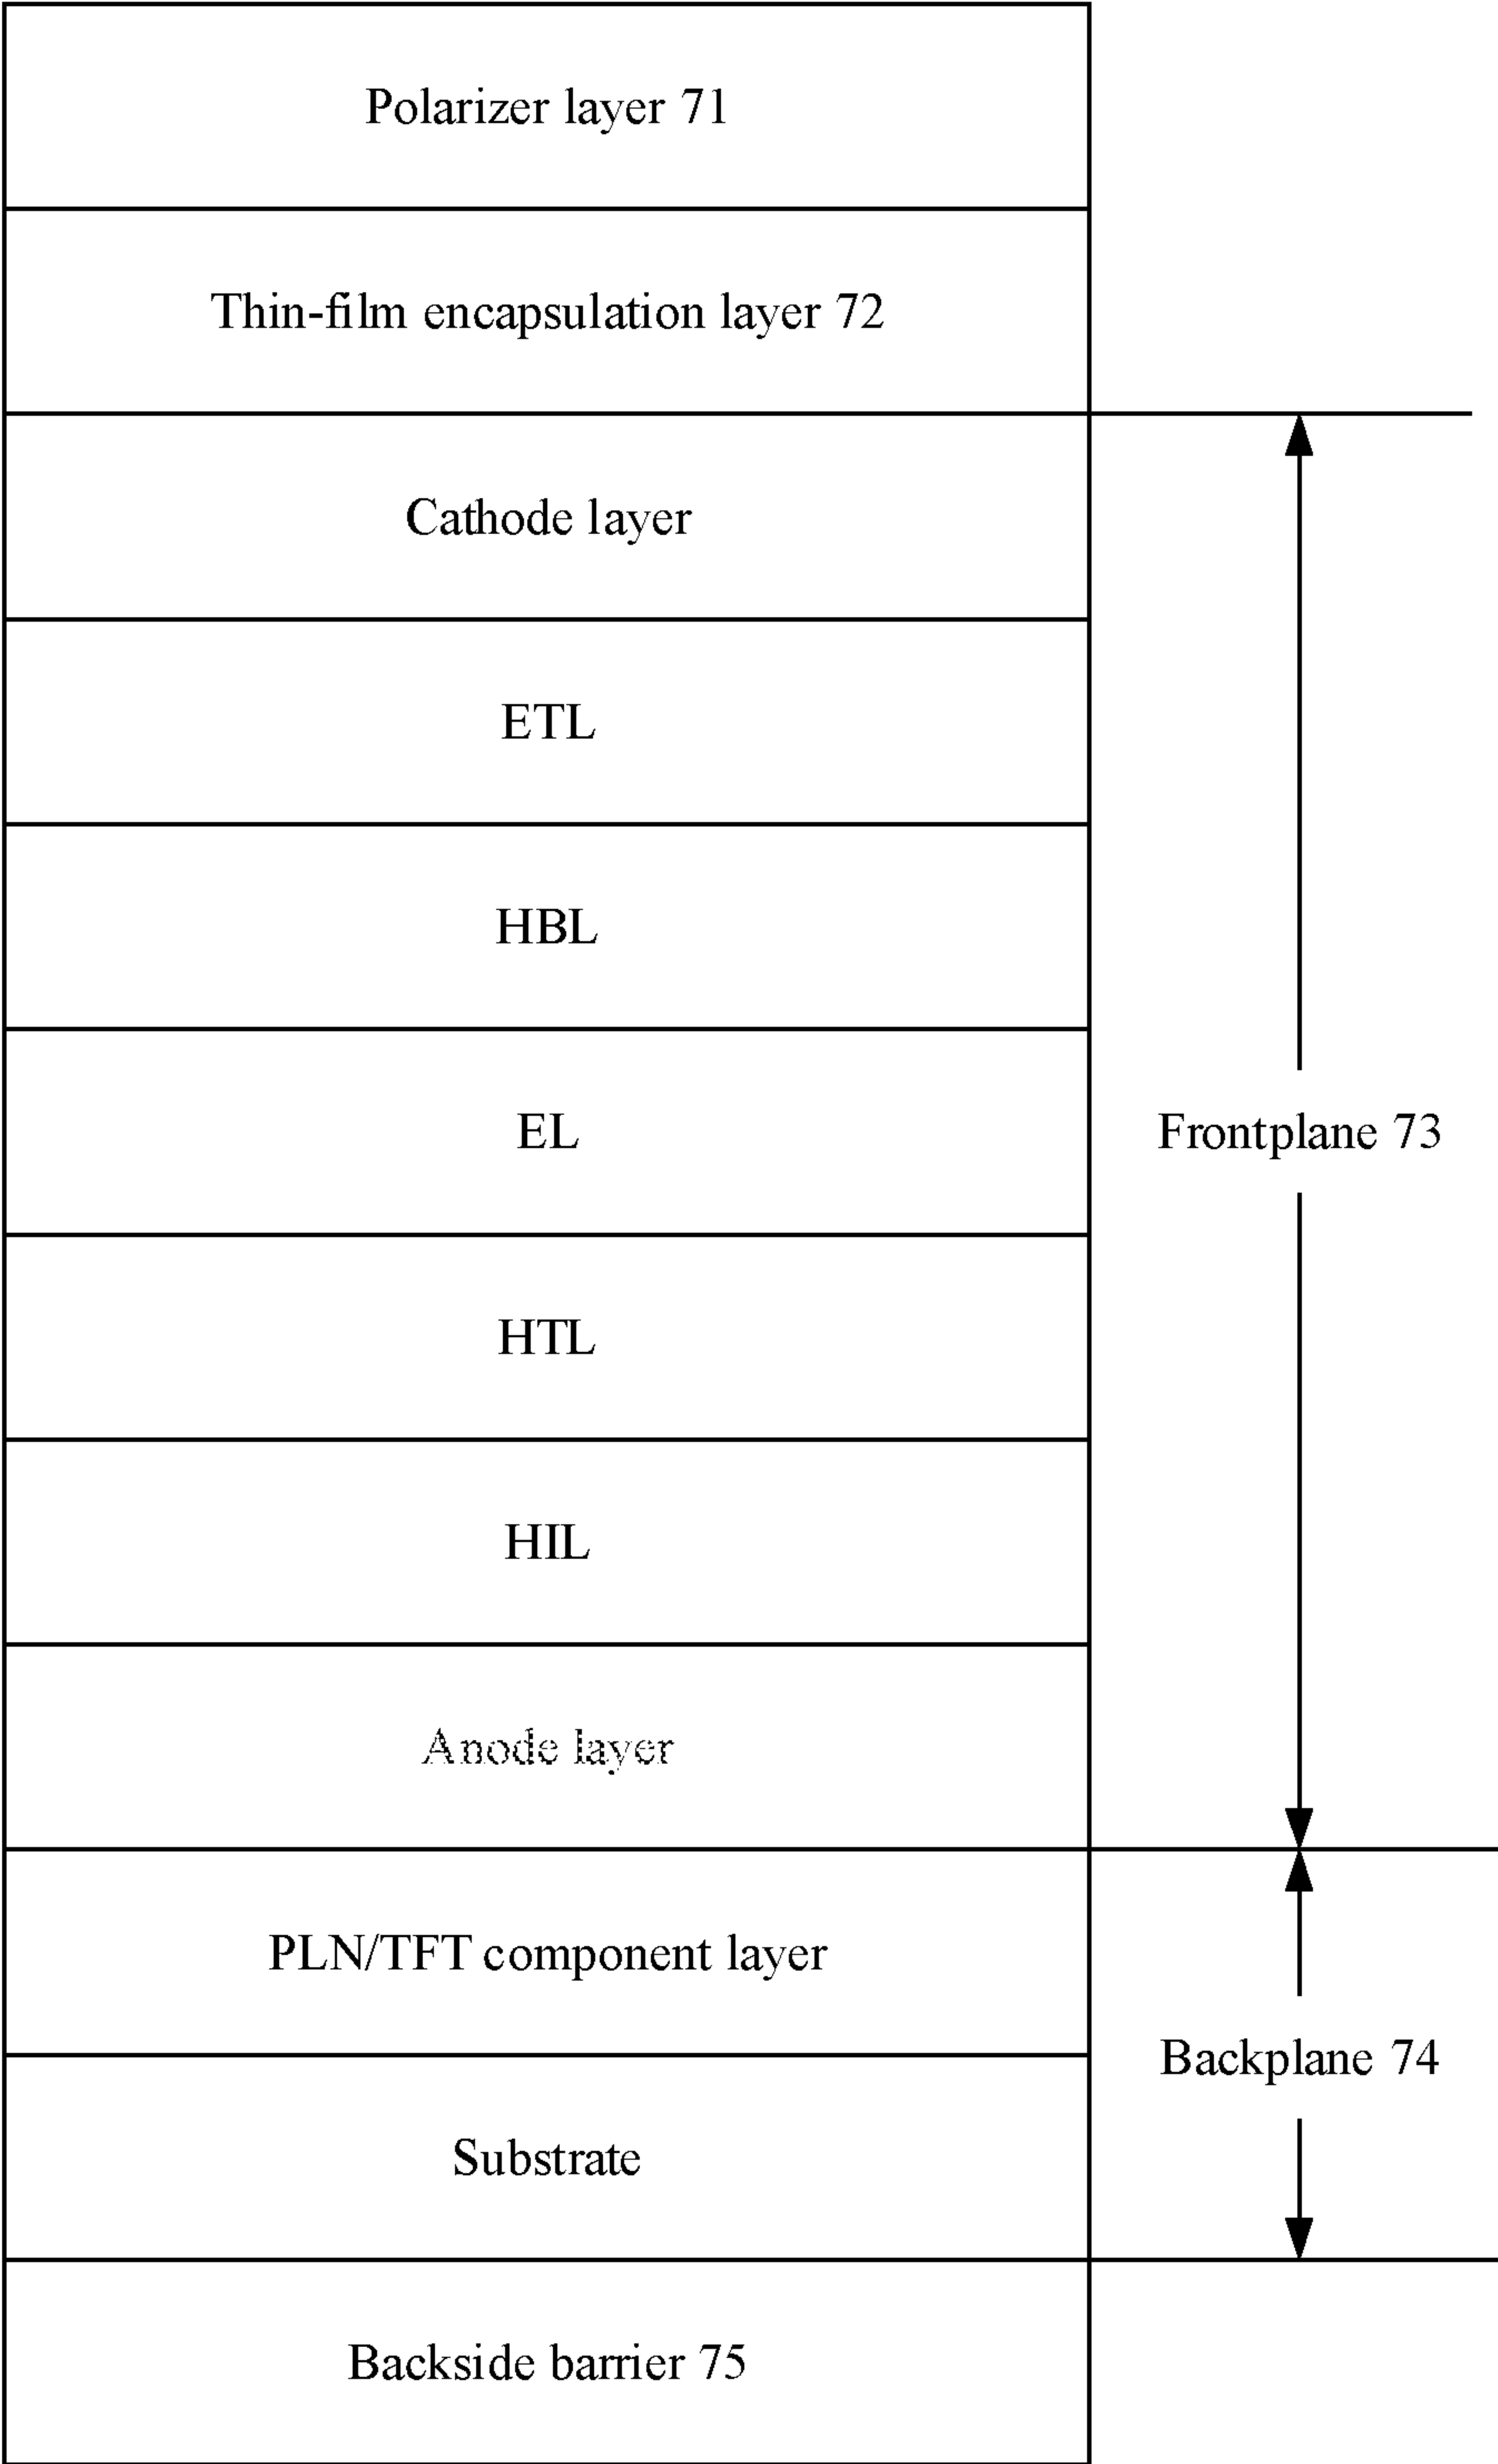 Polarizer layer 71
Thin-film encapsulation layer 72
Cathode layer
ETL
HBL
EL
Frontplane 73
HTL
HIL
Anode layer
PLN/TFT component layer
Backplane 74
Substrate
Backside barrier 75